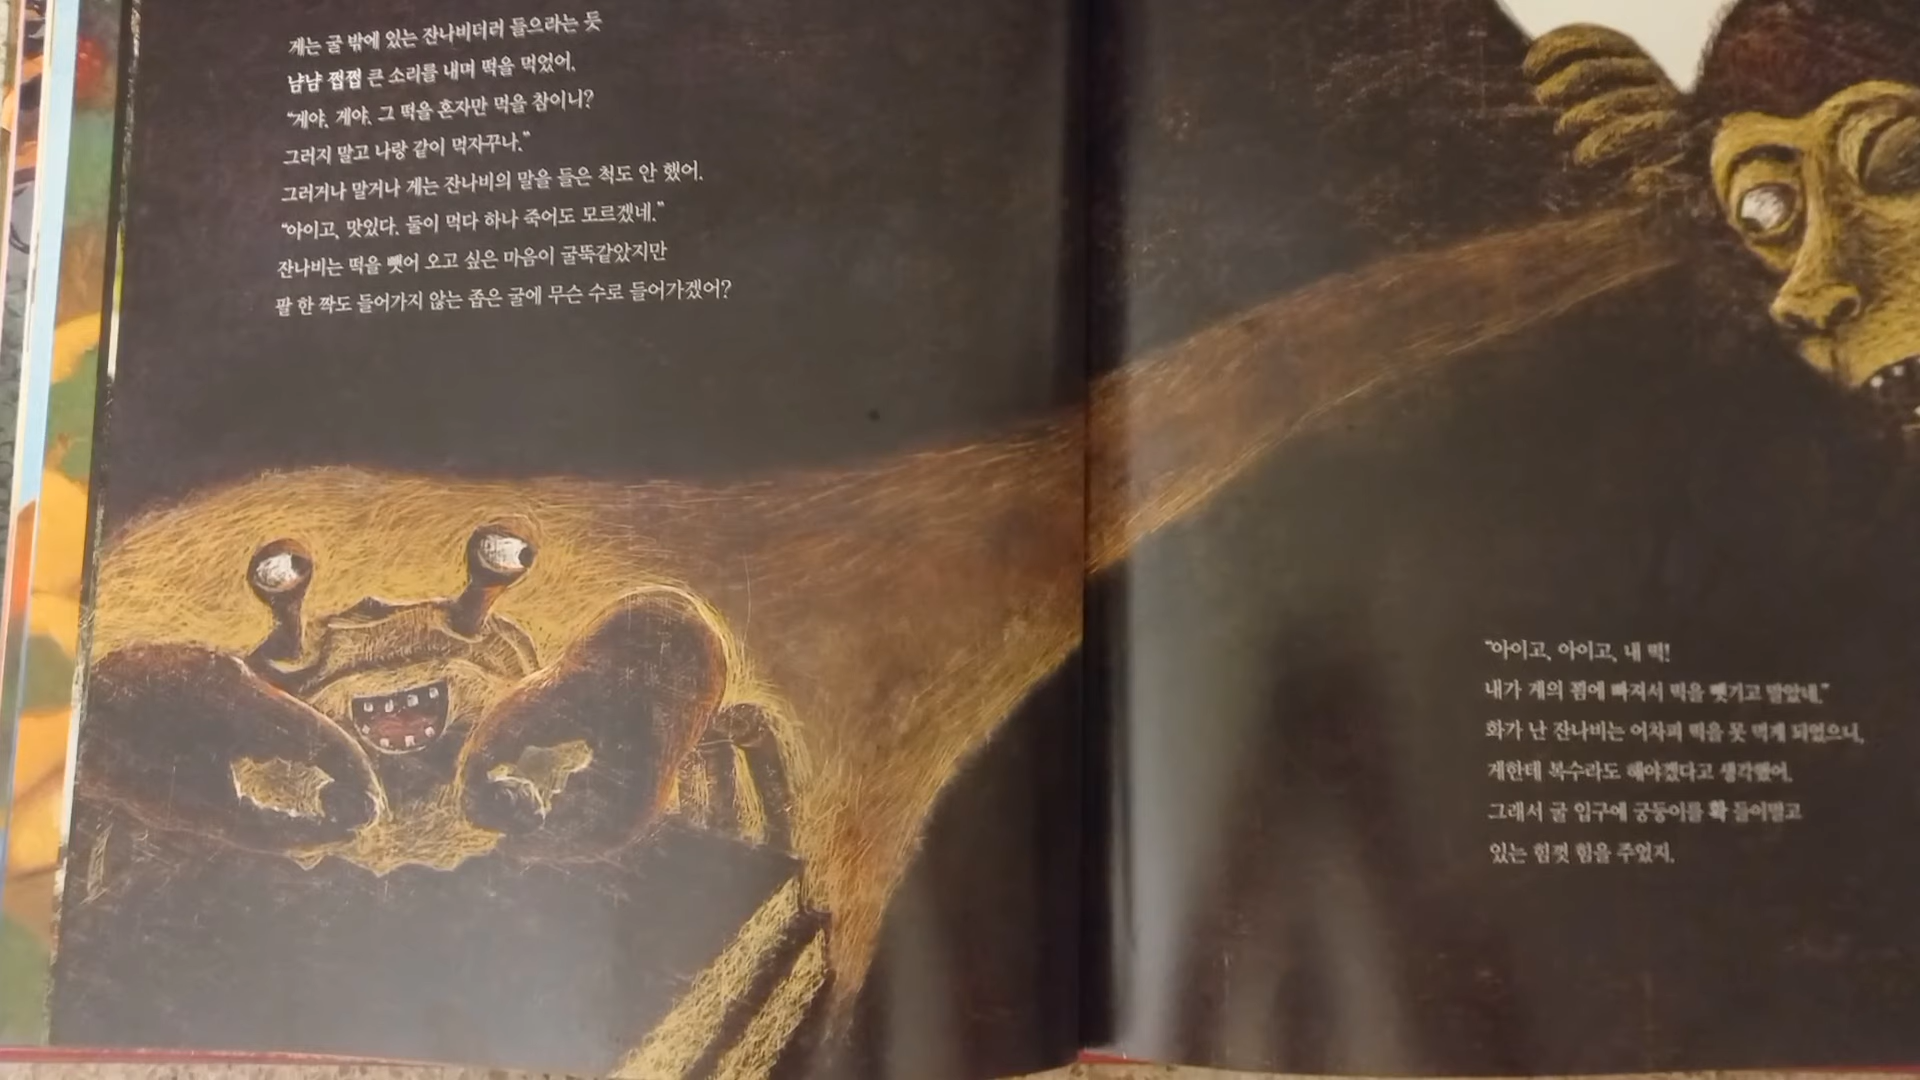 게는 굴 밖에 있는 잔나비더러 들으라는 듯
냠냠 쩝쩝 큰 소리를 내며 떡을 먹었어.
“게야, 게야. 그 떡을 혼자만 먹을 참이니?
그러지 말고 나랑 같이 먹자꾸나.”
그러거나 말거나 게는 잔나비의 말을 들은 척도 안 했어.
“아이고, 맛있다. 둘이 먹다 하나 죽어도 모르겠네.”
잔나비는 떡을 뺏어 오고 싶은 마음이 굴뚝같았지만
팔 한 짝도 들어가지 않는 좁은 굴에 무슨 수로 들어가겠어?
“아이고, 아이고, 내 떡!
내가 게의 꾐에 빠져서 떡을 뺏기고 말았네.”
화가 난 잔나비는 어차피 떡을 못 먹게 되었으니,
게한테 복수라도 해야겠다고 생각했어.
그래서 굴 입구에 궁둥이를 확 들이밀고
있는 힘껏 힘을 주었지.